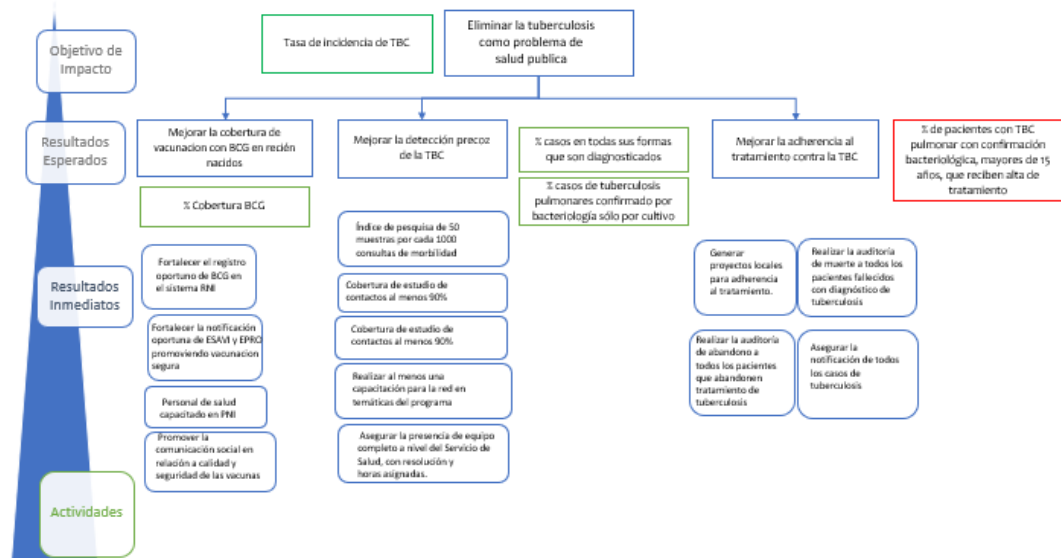 Objetivo de
Impacto
Tasa de incidencia de TBC
Eliminar la tuberculosis
como problema de
salud publica
Resultados
Esperados
Mejorar la cobertura de
vacunacion con BCG en recién
nacidos
Mejorar la detección precoz
de la TBC
% casos en todas sus formas
que son diagnosticados
Mejorar la adherencia al
tratamiento contra la TBC
% de pacientes con TBC
pulmonar con confirmación
bacteriológica, mayores de 15
años, que reciben alta de
tratamiento
% Cobertura BCG
% casos de tuberculosis
pulmonares confirmado por
bacteriología sólo por cultivo
Resultados
Inmediatos
Fortalecer el registro
oportuno de BCG en
el sistema RNI
Fortalecer la notificación
oportuna de ESAVI y EPRO
promoviendo vacunacion
segura
Personal de salud
capacitado en PNI
Promover la
comunicación social en
relación a calidad y
seguridad de las vacunas
Índice de pesquisa de 50
muestras por cada 1000
consultas de morbilidad
Cobertura de estudio de
contactos al menos 90%
Cobertura de estudio de
contactos al menos 90%
Realizar al menos una
capacitación para la red en
temáticas del programa
Asegurar la presencia de equipo
completo a nivel del Servicio de
Salud, con resolución y
horas asignadas.
Generar
proyectos locales
para adherencia
al tratamiento.
Realizar la auditoría
de muerte a todos los
pacientes fallecidos
con diagnóstico de
tuberculosis
Realizar la auditoría
de abandono a
todos los pacientes
que abandonen
tratamiento de
tuberculosis
Asegurar la
notificación de todos
los casos de
tuberculosis
Actividades